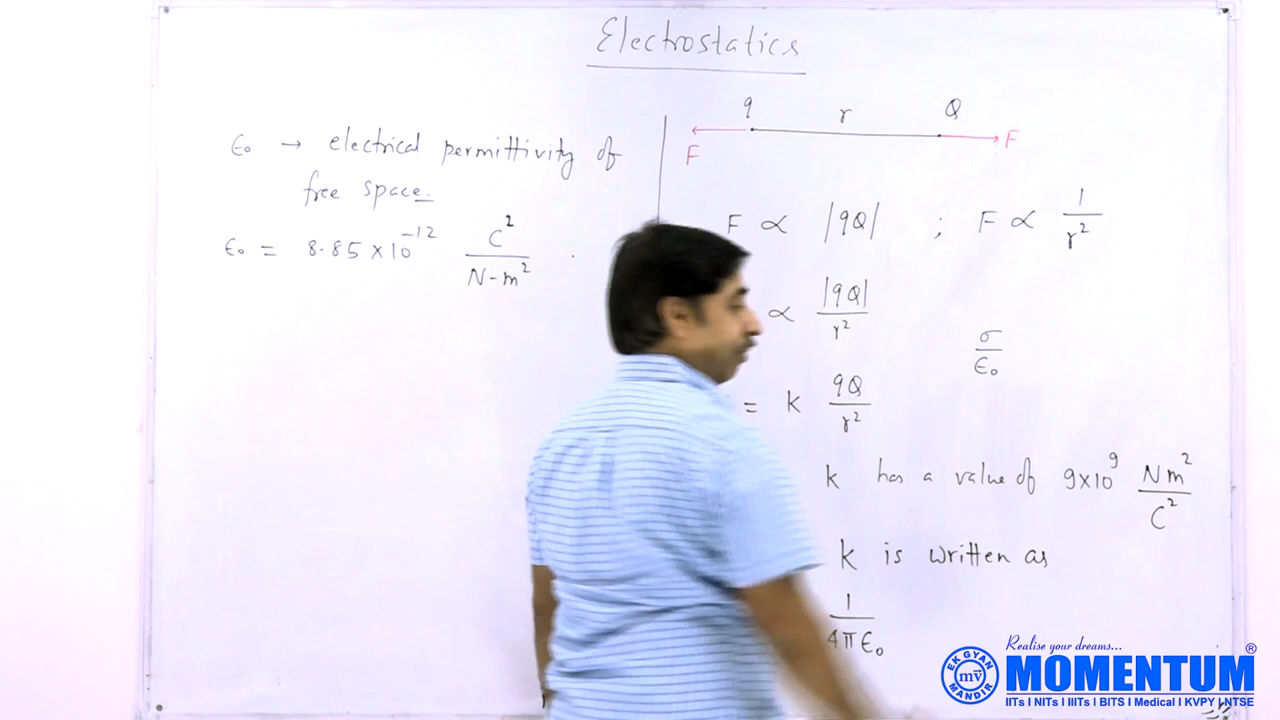 Electrostatics
ϵ₀ → electrical permittivity of
free space.
ϵ₀ = 8.85 × 10⁻¹² C² / N-m²
q r Q
F F
F ∝ |qQ| ; F ∝ 1/r²
∝ |qQ| / r²
σ / ϵ₀
= k qQ / r²
k has a value of 9×10⁹ Nm² / C²
k is written as
1 / 4πϵ₀
Realise your dreams...
EK GYAN MANDIR
mv
MOMENTUM®
IITs I NITs I IIITs I BITS I Medical I KVPY I NTSE